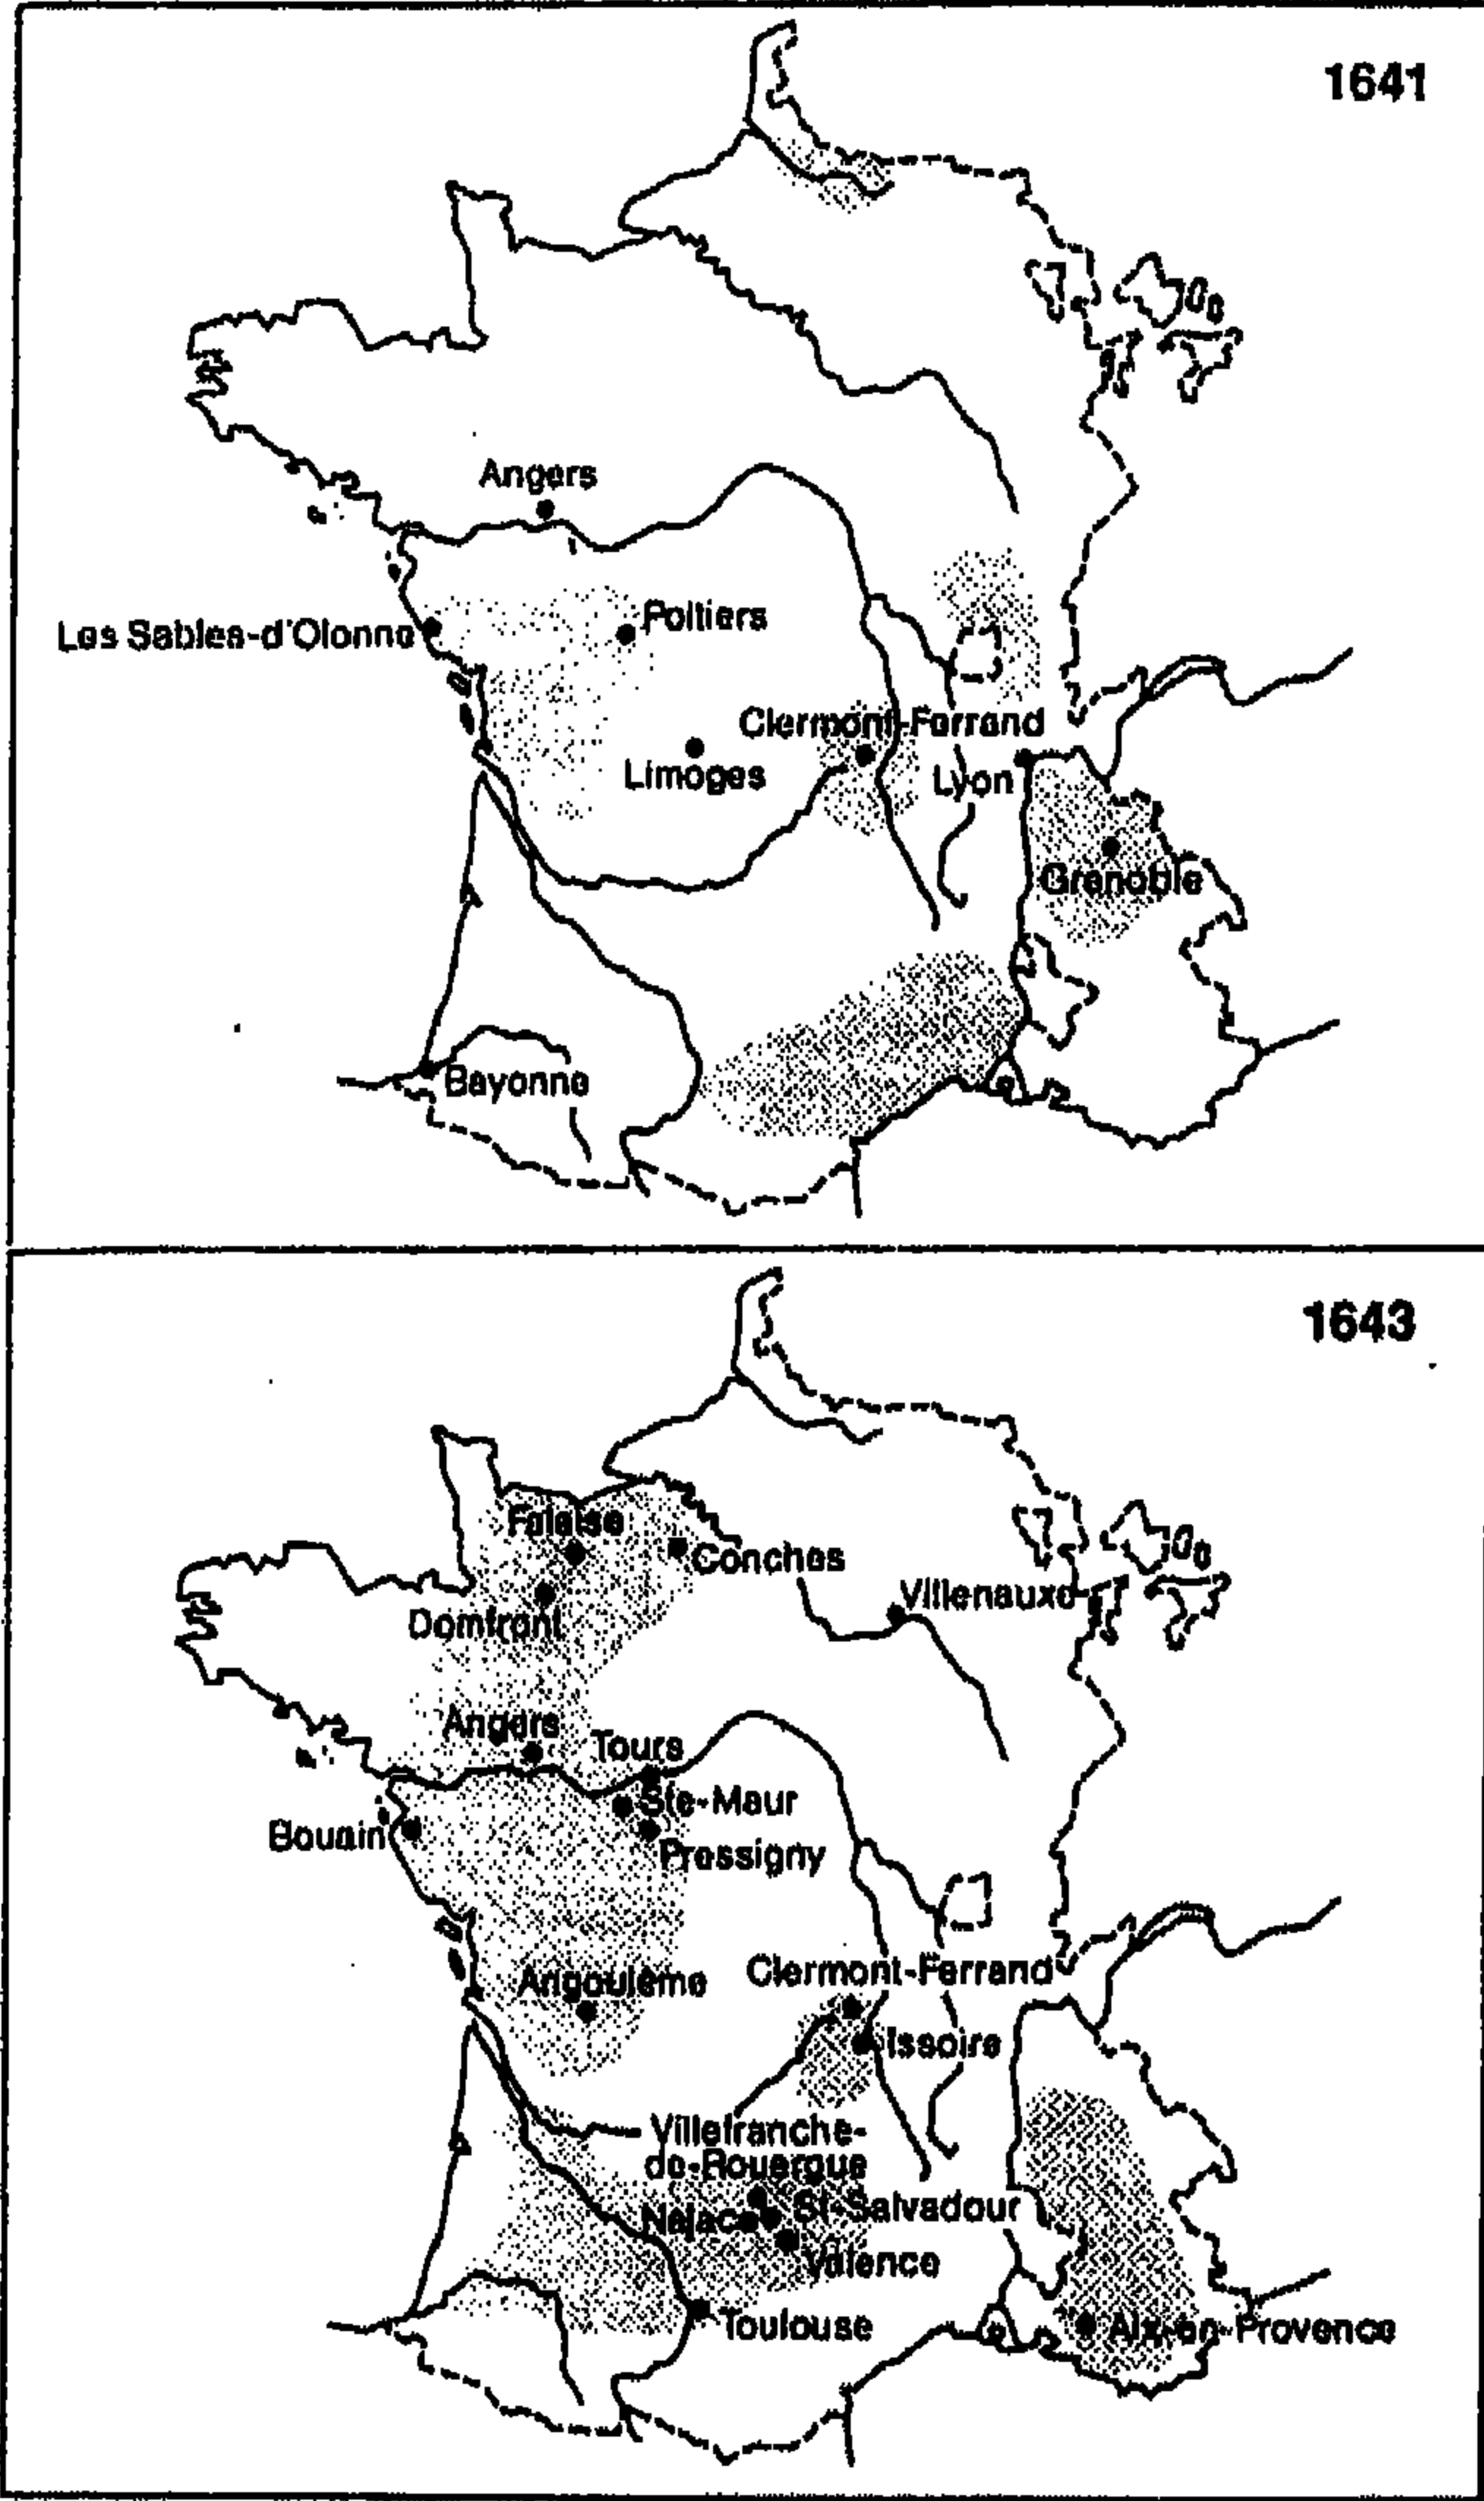 1641
Angers
Les Sables-d'Olonne
Poitiers
Clermont-Ferrand
Limoges
Lyon
Grenoble
Bayonne
1643
Falaise
Conches
Villenauxe
Domfront
Angers
Tours
Ste-Maur
Bouain
Pressigny
Angoulême
Clermont-Ferrand
Issoire
Villefranche-
de-Rouergue
Najac
St-Salvadour
Valence
Toulouse
Aix-en-Provence